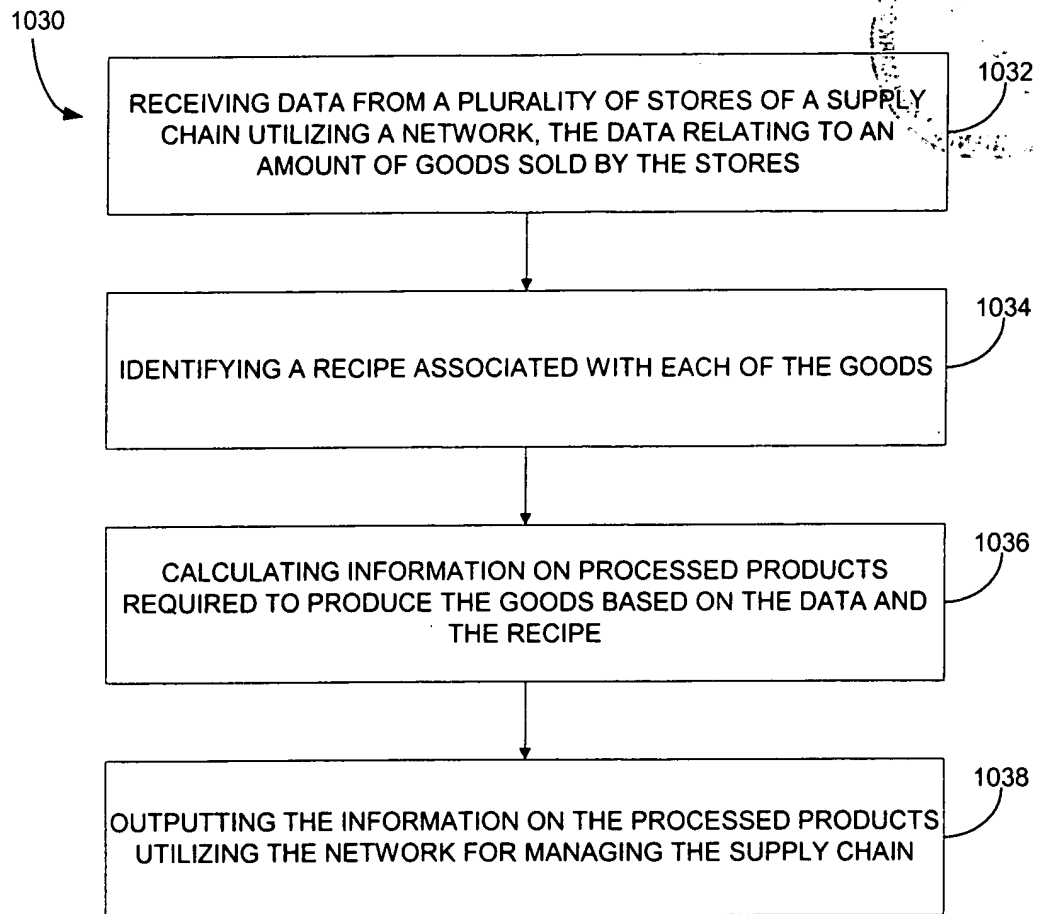 1030
1032
RECEIVING DATA FROM A PLURALITY OF STORES OF A SUPPLY
CHAIN UTILIZING A NETWORK, THE DATA RELATING TO AN
AMOUNT OF GOODS SOLD BY THE STORES
1034
IDENTIFYING A RECIPE ASSOCIATED WITH EACH OF THE GOODS
1036
CALCULATING INFORMATION ON PROCESSED PRODUCTS
REQUIRED TO PRODUCE THE GOODS BASED ON THE DATA AND
THE RECIPE
1038
OUTPUTTING THE INFORMATION ON THE PROCESSED PRODUCTS
UTILIZING THE NETWORK FOR MANAGING THE SUPPLY CHAIN